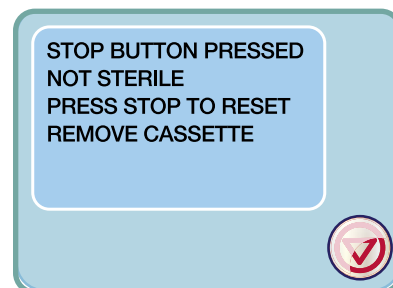 STOP BUTTON PRESSED
NOT STERILE
PRESS STOP TO RESET
REMOVE CASSETTE